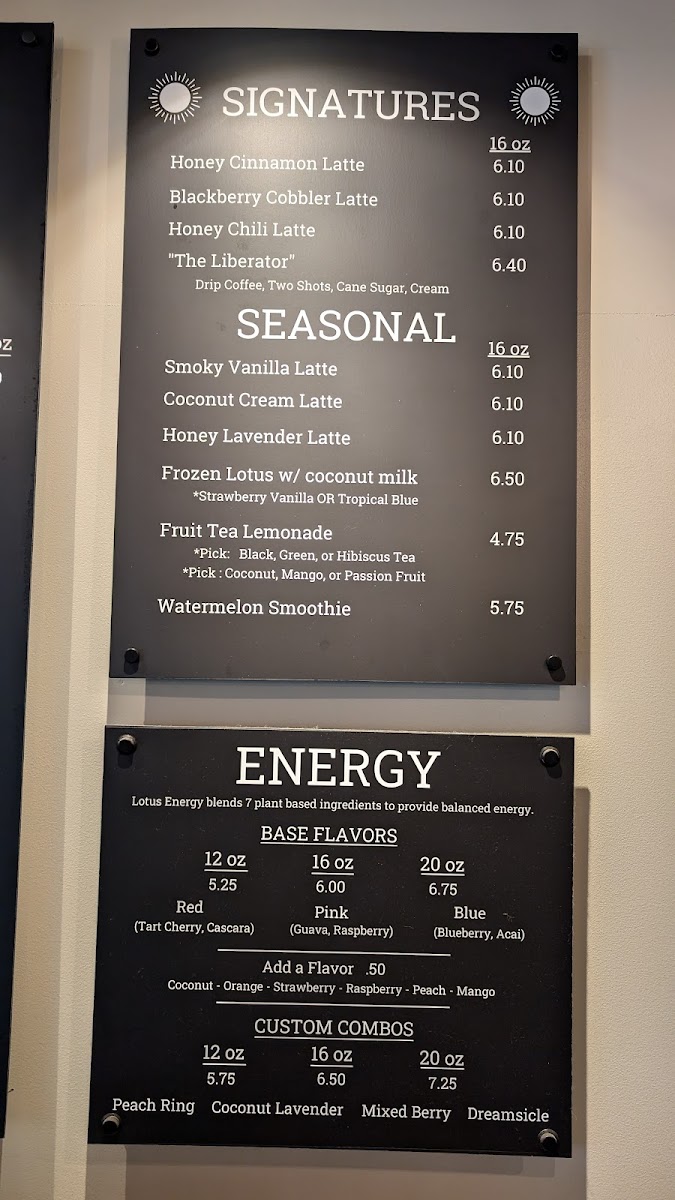 SIGNATURES
16 oz
Honey Cinnamon Latte 6.10
Blackberry Cobbler Latte 6.10
Honey Chili Latte 6.10
"The Liberator" 6.40
Drip Coffee, Two Shots, Cane Sugar, Cream
SEASONAL
16 oz
Smoky Vanilla Latte 6.10
Coconut Cream Latte 6.10
Honey Lavender Latte 6.10
Frozen Lotus w/ coconut milk 6.50
*Strawberry Vanilla OR Tropical Blue
Fruit Tea Lemonade 4.75
*Pick: Black, Green, or Hibiscus Tea
*Pick : Coconut, Mango, or Passion Fruit
Watermelon Smoothie 5.75
ENERGY
Lotus Energy blends 7 plant based ingredients to provide balanced energy.
BASE FLAVORS
12 oz 16 oz 20 oz
5.25 6.00 6.75
Red Pink Blue
(Tart Cherry, Cascara) (Guava, Raspberry) (Blueberry, Acai)
Add a Flavor .50
Coconut - Orange - Strawberry - Raspberry - Peach - Mango
CUSTOM COMBOS
12 oz 16 oz 20 oz
5.75 6.50 7.25
Peach Ring Coconut Lavender Mixed Berry Dreamsicle